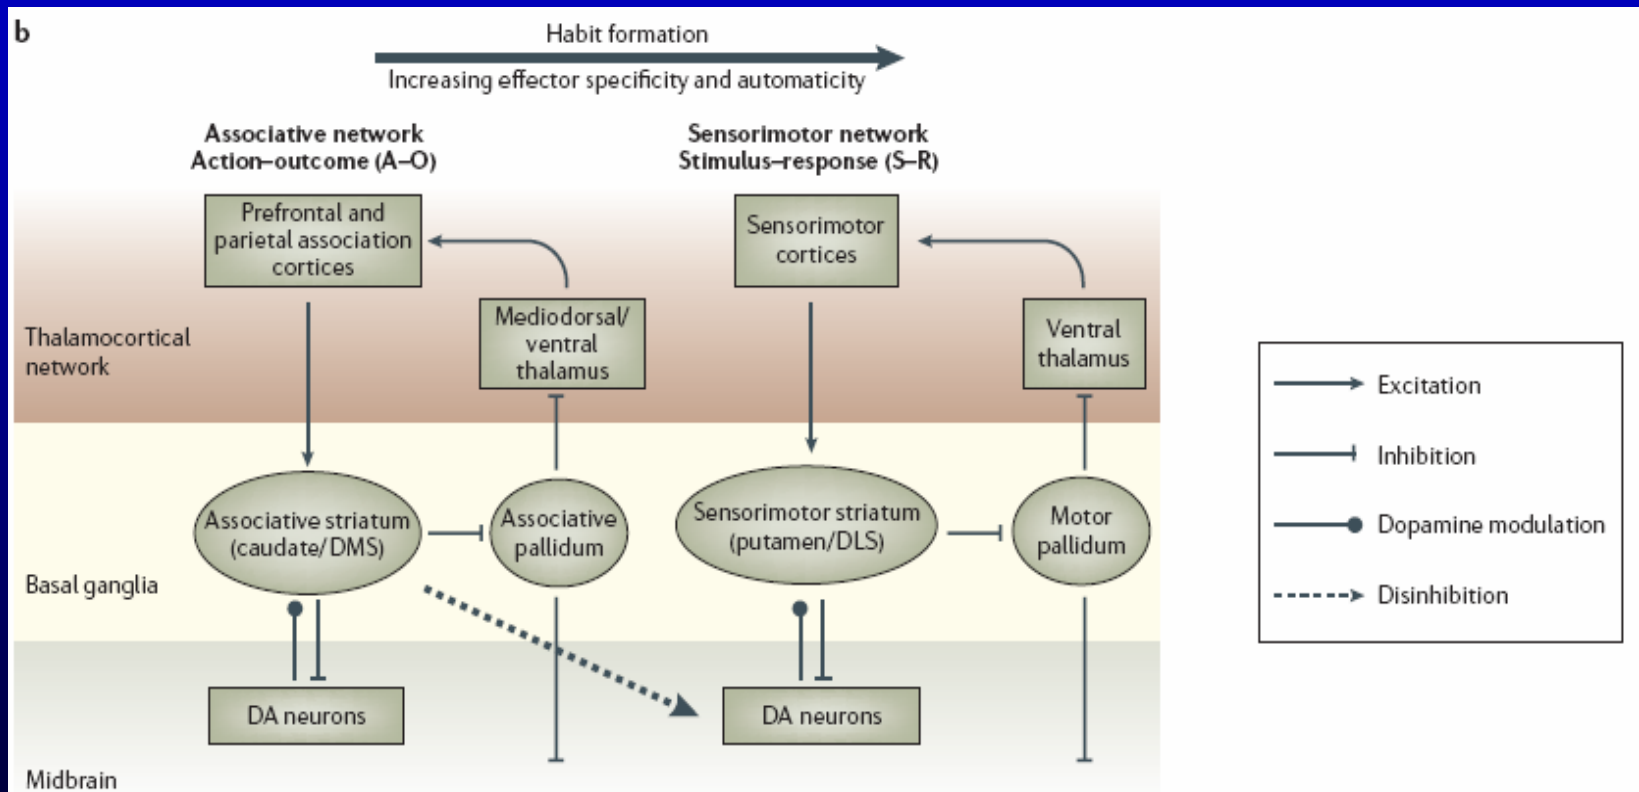 b
Habit formation
Increasing effector specificity and automaticity
Associative network
Action–outcome (A–O)
Sensorimotor network
Stimulus–response (S–R)
Prefrontal and
parietal association
cortices
Sensorimotor
cortices
Mediodorsal/
ventral
thalamus
Ventral
thalamus
Thalamocortical
network
Associative striatum
(caudate/DMS)
Associative
pallidum
Sensorimotor striatum
(putamen/DLS)
Motor
pallidum
Basal ganglia
DA neurons
DA neurons
Midbrain
Excitation
Inhibition
Dopamine modulation
Disinhibition